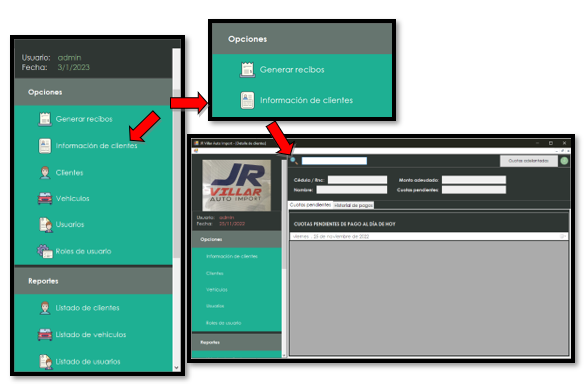 Usuario: admin
Fecha: 3/1/2023
Opciones
Generar recibos
Información de clientes
Clientes
Vehiculos
Usuarios
Roles de usuario
Reportes
Listado de clientes
Listado de vehiculos
Listado de usuarios
Opciones
Generar recibos
Información de clientes
JR Villar Auto Import - [Detalle de clientes]
JR
VILLAR
AUTO IMPORT
Usuario: admin
Fecha: 25/11/2022
Opciones
Información de clientes
Clientes
Vehiculos
Usuarios
Roles de usuario
Reportes
Cuotas adelantadas
Cédula / Rnc:
Monto adeudado:
Nombre:
Cuotas pendientes
Cuotas pendientes Historial de pagos
CUOTAS PENDIENTES DE PAGO AL DÍA DE HOY
viernes , 25 de noviembre de 2022